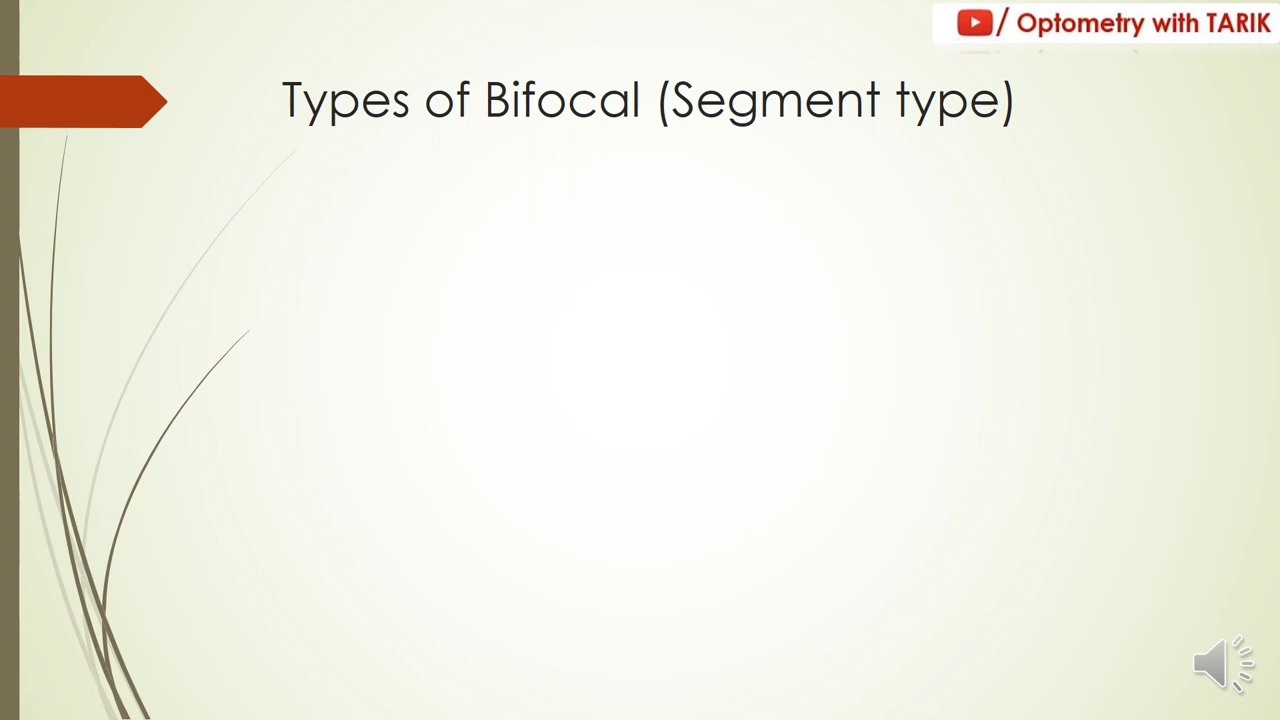 / Optometry with TARIK
Types of Bifocal (Segment type)